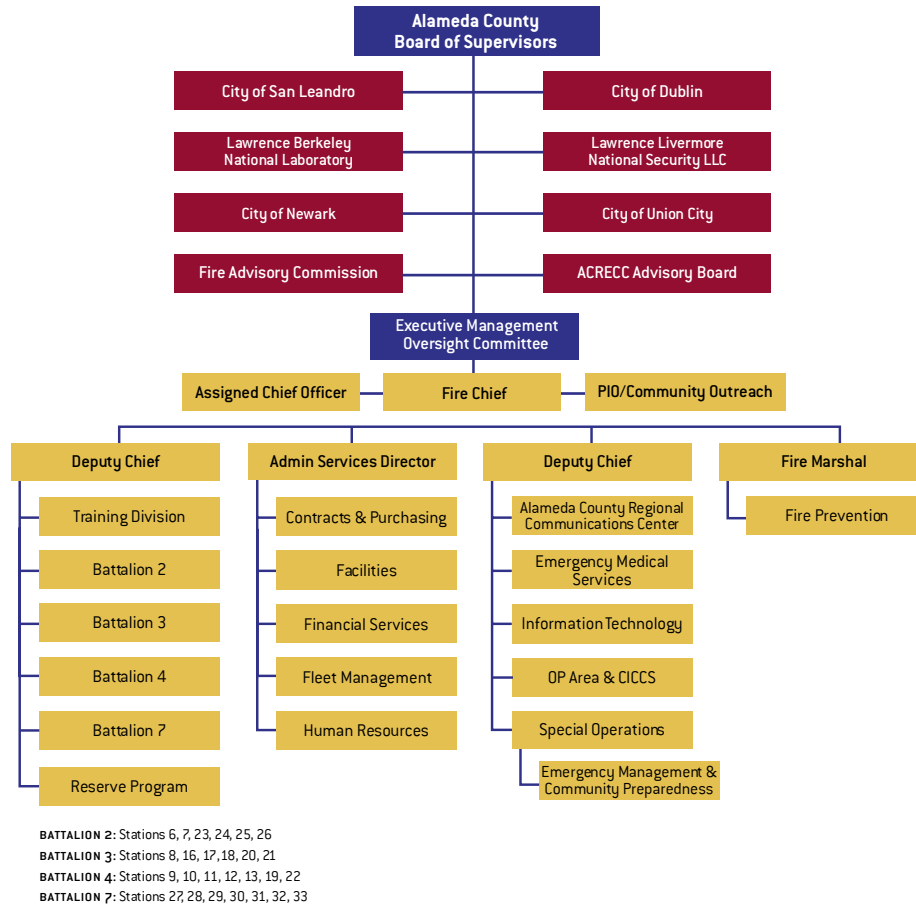 Alameda County
Board of Supervisors
City of San Leandro
City of Dublin
Lawrence Berkeley
National Laboratory
Lawrence Livermore
National Security LLC
City of Newark
City of Union City
Fire Advisory Commission
ACRECC Advisory Board
Executive Management
Oversight Committee
Assigned Chief Officer
Fire Chief
PIO/Community Outreach
Deputy Chief
Training Division
Battalion 2
Battalion 3
Battalion 4
Battalion 7
Reserve Program
Admin Services Director
Contracts & Purchasing
Facilities
Financial Services
Fleet Management
Human Resources
Deputy Chief
Alameda County Regional
Communications Center
Emergency Medical
Services
Information Technology
OP Area & CICCS
Special Operations
Emergency Management &
Community Preparedness
Fire Marshal
Fire Prevention
BATTALION 2: Stations 6, 7, 23, 24, 25, 26
BATTALION 3: Stations 8, 16, 17, 18, 20, 21
BATTALION 4: Stations 9, 10, 11, 12, 13, 19, 22
BATTALION 7: Stations 27, 28, 29, 30, 31, 32, 33